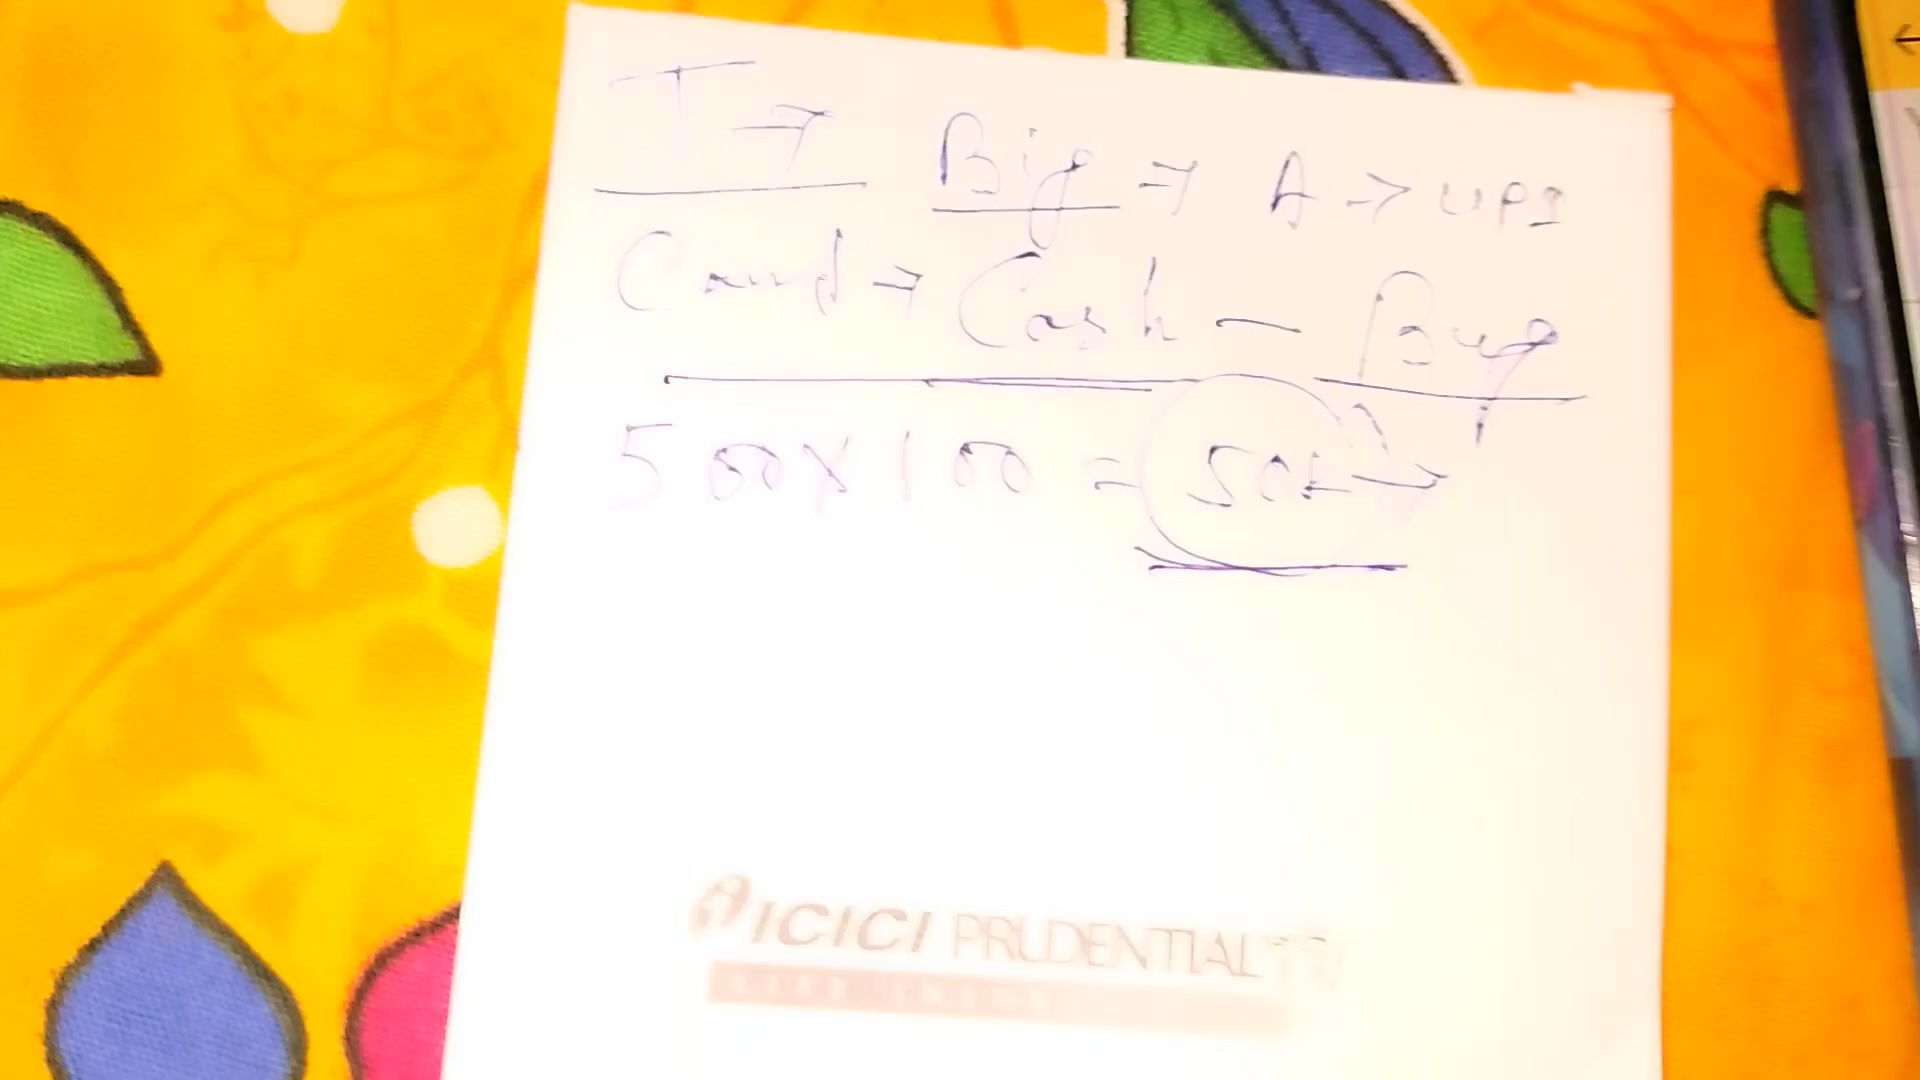 T →
Big → A → UPI
Card → Cash — Buy
500 X 100 = 50k →
ICICI PRUDENTIAL